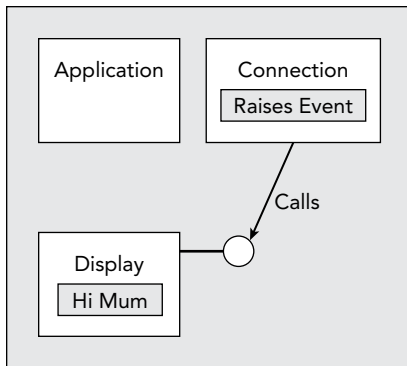 Application
Connection
Raises Event
Calls
Display
Hi Mum